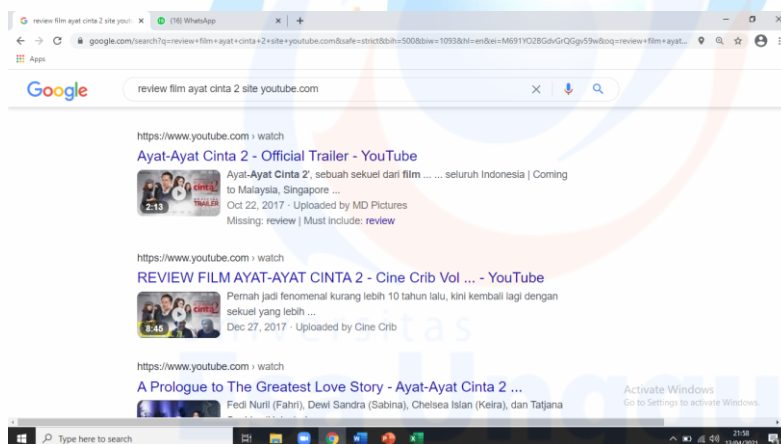 review film ayat cinta 2 site yout
(16) WhatsApp
google.com/search?q=review+film+ayat+cinta+2+site+youtube.com&safe=strict&bih=500&biw=1093&hl=en&ei=M691YO2BGdvGrQGgv59w&oq=review+film+ayat...
Apps
Google
review film ayat cinta 2 site youtube.com
https://www.youtube.com › watch
Ayat-Ayat Cinta 2 - Official Trailer - YouTube
Ayat-Ayat Cinta 2', sebuah sekuel dari film ... ... seluruh Indonesia | Coming
to Malaysia, Singapore ...
Oct 22, 2017 · Uploaded by MD Pictures
Missing: review | Must include: review
cinta
TRAILER
2:13
https://www.youtube.com › watch
REVIEW FILM AYAT-AYAT CINTA 2 - Cine Crib Vol ... - YouTube
Pernah jadi fenomenal kurang lebih 10 tahun lalu, kini kembali lagi dengan
sekuel yang lebih ...
Dec 27, 2017 · Uploaded by Cine Crib
cinta
8:45
https://www.youtube.com › watch
A Prologue to The Greatest Love Story - Ayat-Ayat Cinta 2 ...
Fedi Nuril (Fahri), Dewi Sandra (Sabina), Chelsea Islan (Keira), dan Tatjana
Activate Windows
Go to Settings to activate Windows.
Type here to search
21:58
13/04/2021